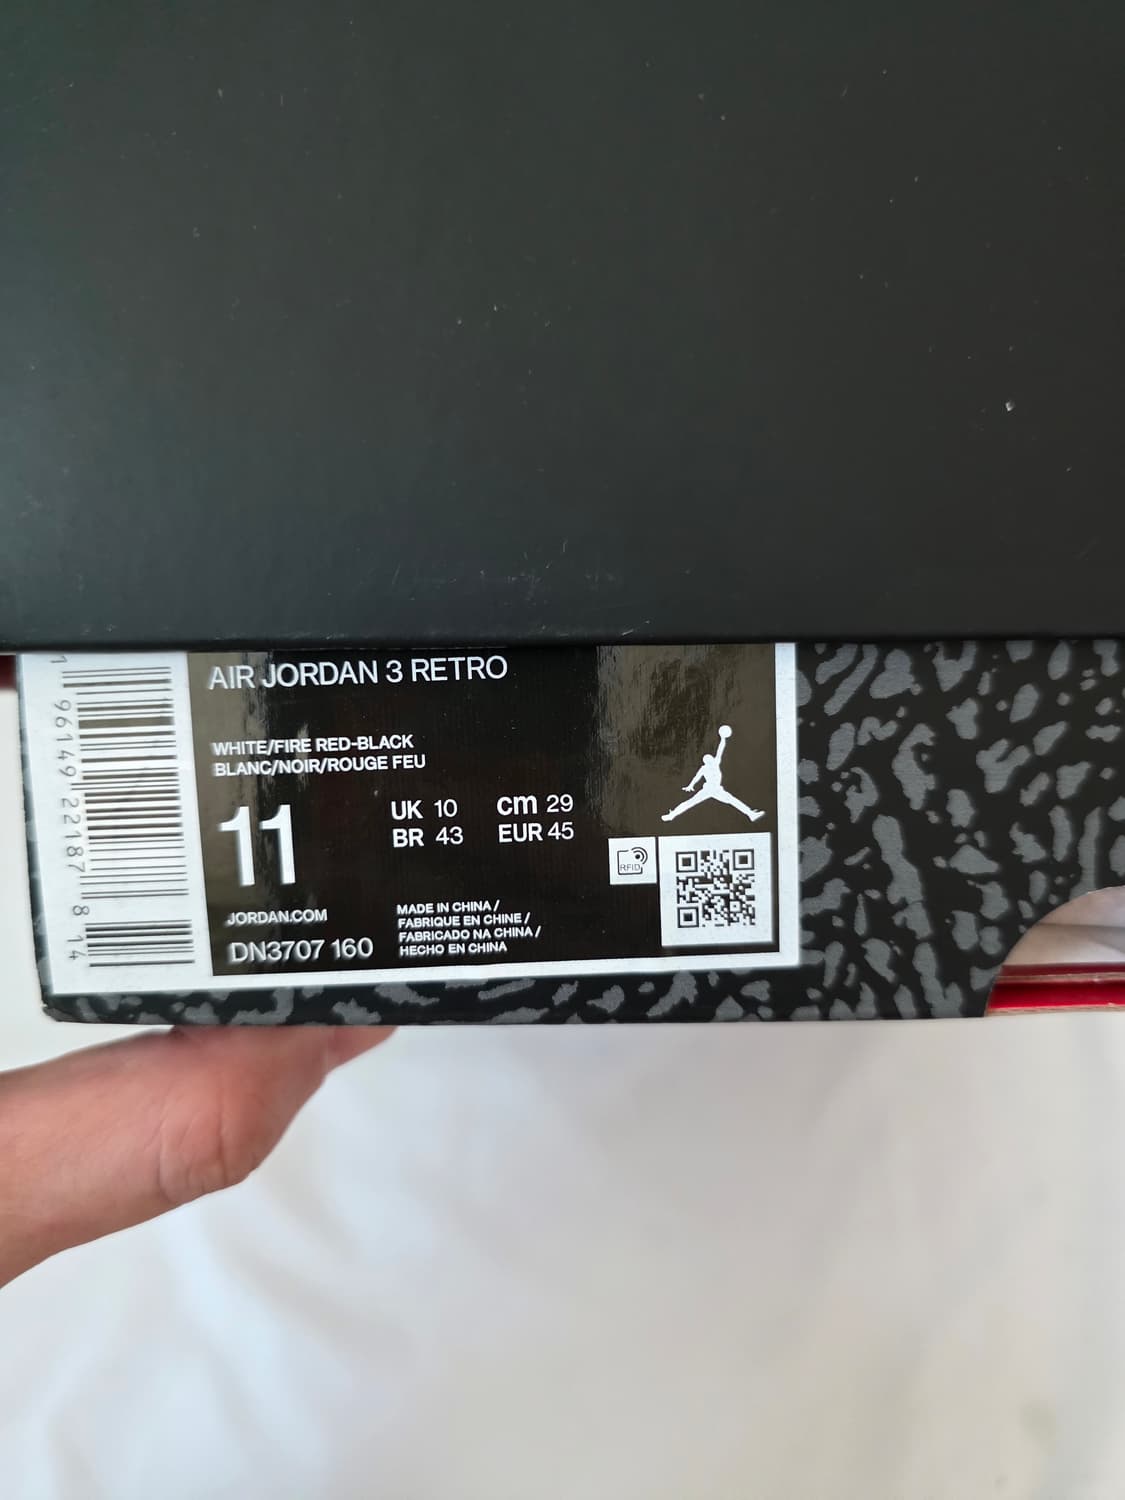 AIR JORDAN 3 RETRO
WHITE/FIRE RED-BLACK
BLANC/NOIR/ROUGE FEU
11
UK 10 cm 29
BR 43 EUR 45
RFID
JORDAN.COM
DN3707 160
MADE IN CHINA /
FABRIQUE EN CHINE /
FABRICADO NA CHINA /
HECHO EN CHINA
1 96149 22187 8 14